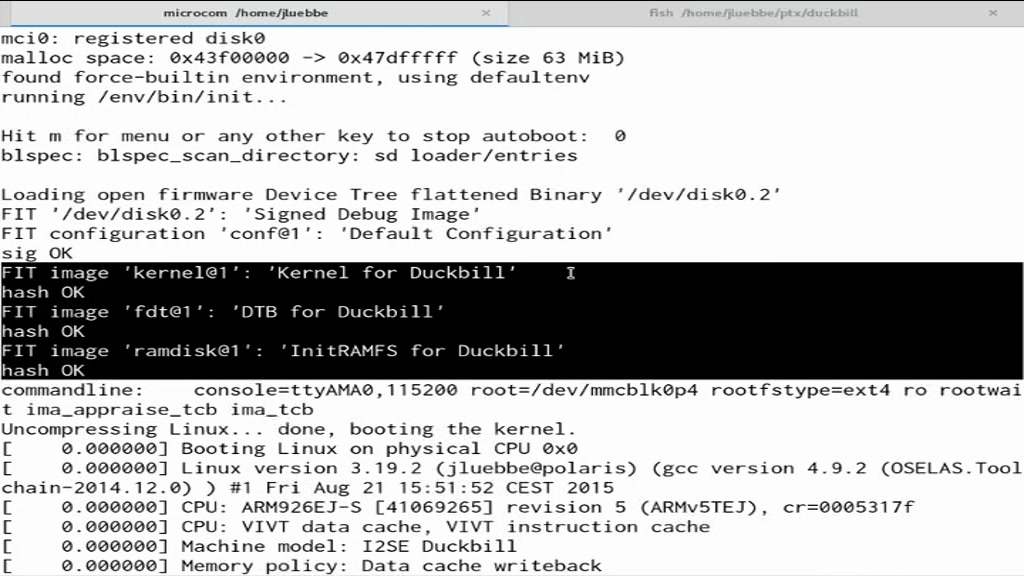 microcom /home/jluebbe ×
fish /home/jluebbe/ptx/duckbill ×
mci0: registered disk0
malloc space: 0x43f00000 -> 0x47dfffff (size 63 MiB)
found force-builtin environment, using defaultenv
running /env/bin/init...
Hit m for menu or any other key to stop autoboot:  0
blspec: blspec_scan_directory: sd loader/entries
Loading open firmware Device Tree flattened Binary '/dev/disk0.2'
FIT '/dev/disk0.2': 'Signed Debug Image'
FIT configuration 'conf@1': 'Default Configuration'
sig OK
FIT image 'kernel@1': 'Kernel for Duckbill'
hash OK
FIT image 'fdt@1': 'DTB for Duckbill'
hash OK
FIT image 'ramdisk@1': 'InitRAMFS for Duckbill'
hash OK
commandline:    console=ttyAMA0,115200 root=/dev/mmcblk0p4 rootfstype=ext4 ro rootwai
t ima_appraise_tcb ima_tcb
Uncompressing Linux... done, booting the kernel.
[    0.000000] Booting Linux on physical CPU 0x0
[    0.000000] Linux version 3.19.2 (jluebbe@polaris) (gcc version 4.9.2 (OSELAS.Tool
chain-2014.12.0) ) #1 Fri Aug 21 15:51:52 CEST 2015
[    0.000000] CPU: ARM926EJ-S [41069265] revision 5 (ARMv5TEJ), cr=0005317f
[    0.000000] CPU: VIVT data cache, VIVT instruction cache
[    0.000000] Machine model: I2SE Duckbill
[    0.000000] Memory policy: Data cache writeback